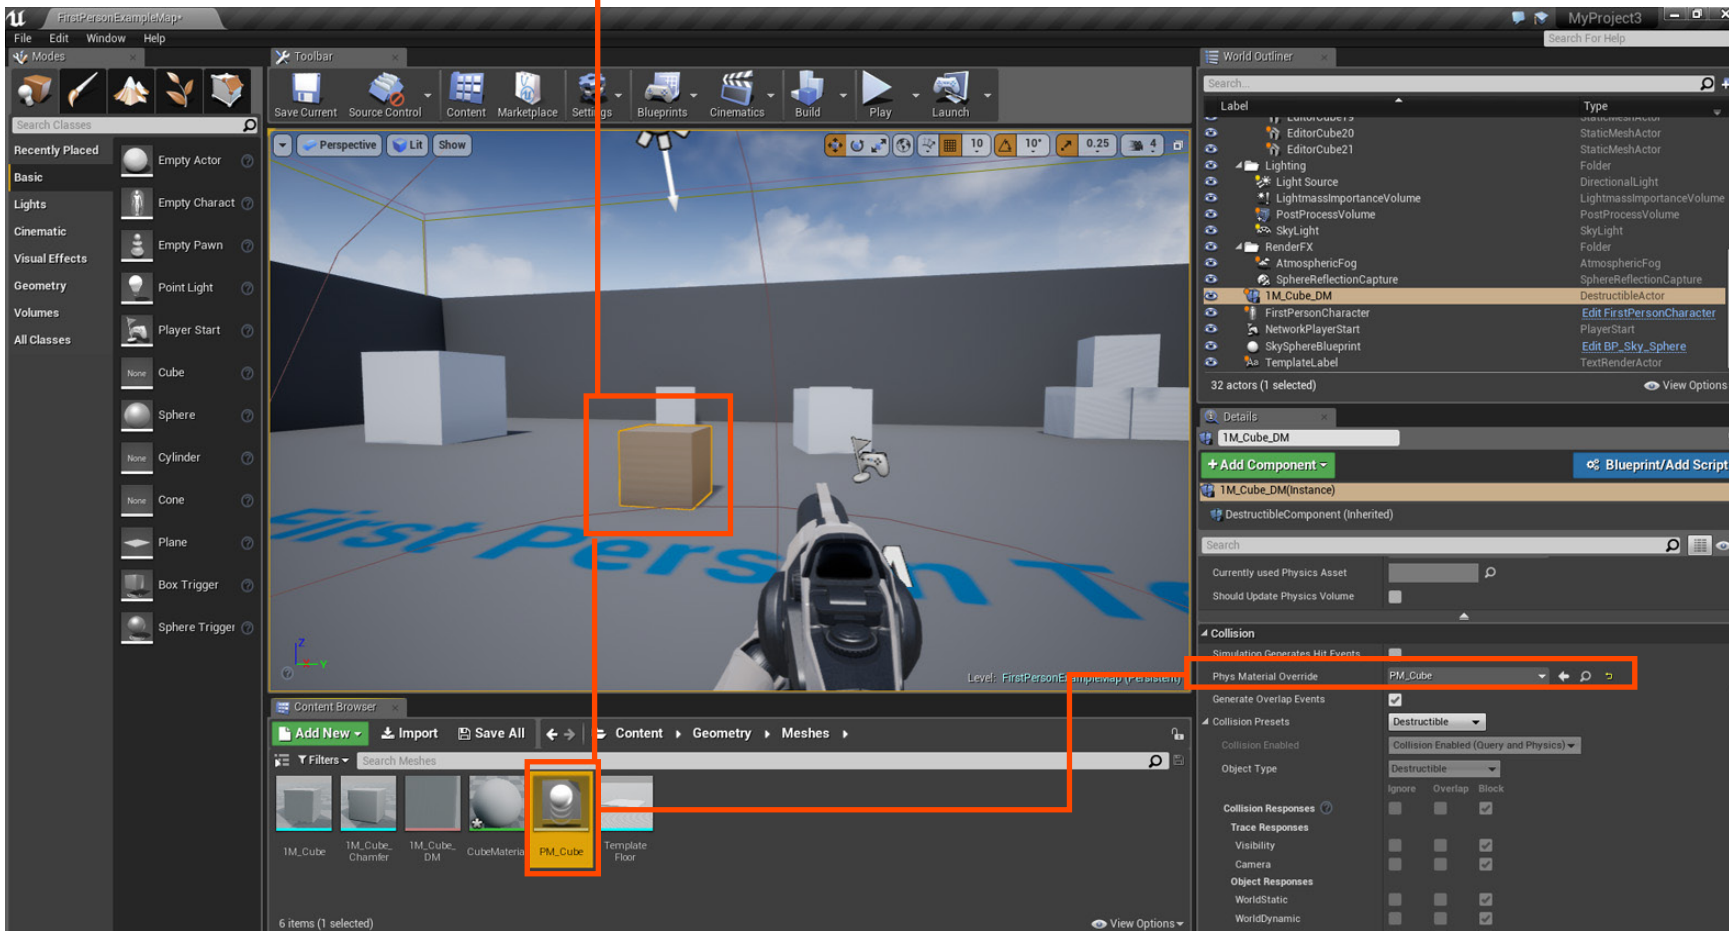 FirstPersonExampleMap*
MyProject3
File Edit Window Help
Search For Help
Modes
Toolbar
World Outliner
Save Current Source Control Content Marketplace Settings Blueprints Cinematics Build Play Launch
Search Classes
Recently Placed
Basic
Lights
Cinematic
Visual Effects
Geometry
Volumes
All Classes
Empty Actor
Empty Charact
Empty Pawn
Point Light
Player Start
None Cube
Sphere
None Cylinder
None Cone
Plane
Box Trigger
Sphere Trigger
Perspective Lit Show
10 10° 0.25 4
First Person Te
Z
Y
Level: FirstPersonExampleMap (Persistent)
Search...
Label Type
EditorCube19 StaticMeshActor
EditorCube20 StaticMeshActor
EditorCube21 StaticMeshActor
Lighting Folder
Light Source DirectionalLight
LightmassImportanceVolume LightmassImportanceVolume
PostProcessVolume PostProcessVolume
SkyLight SkyLight
RenderFX Folder
AtmosphericFog AtmosphericFog
SphereReflectionCapture SphereReflectionCapture
1M_Cube_DM DestructibleActor
FirstPersonCharacter Edit FirstPersonCharacter
NetworkPlayerStart PlayerStart
SkySphereBlueprint Edit BP_Sky_Sphere
Aa TemplateLabel TextRenderActor
32 actors (1 selected) View Options
Details
1M_Cube_DM
+Add Component Blueprint/Add Script
1M_Cube_DM(Instance)
DestructibleComponent (Inherited)
Search
Currently used Physics Asset
Should Update Physics Volume
Collision
Simulation Generates Hit Events
Phys Material Override PM_Cube
Generate Overlap Events
Collision Presets Destructible
Collision Enabled Collision Enabled (Query and Physics)
Object Type Destructible
Ignore Overlap Block
Collision Responses
Trace Responses
Visibility
Camera
Object Responses
WorldStatic
WorldDynamic
Content Browser
Add New Import Save All Content Geometry Meshes
Filters Search Meshes
1M_Cube
1M_Cube_
Chamfer
1M_Cube_
DM
CubeMateria
PM_Cube
Template
Floor
6 items (1 selected) View Options